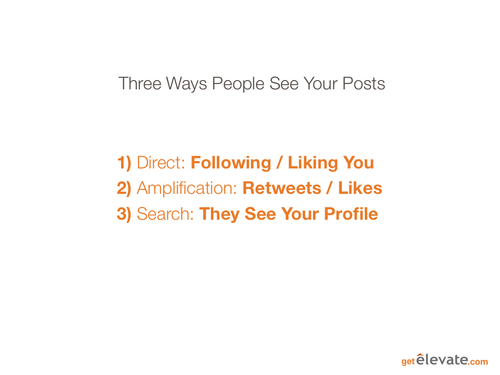 Three Ways People See Your Posts
1) Direct: Following / Liking You
2) Amplification: Retweets / Likes
3) Search: They See Your Profile
getêlevate.com